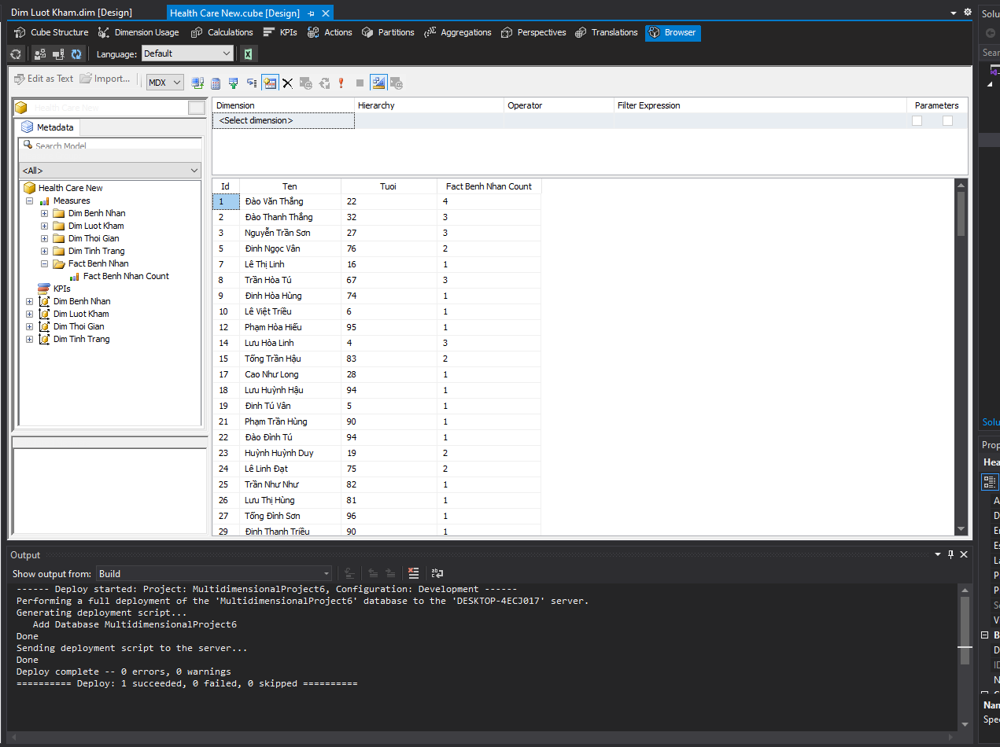 Dim Luot Kham.dim [Design]
Health Care New.cube [Design]
Cube Structure
Dimension Usage
Calculations
KPIs
Actions
Partitions
Aggregations
Perspectives
Translations
Browser
Language:
Default
Edit as Text
Import...
MDX
Health Care New
Metadata
Search Model
<All>
Health Care New
Measures
Dim Benh Nhan
Dim Luot Kham
Dim Thoi Gian
Dim Tinh Trang
Fact Benh Nhan
Fact Benh Nhan Count
KPIs
Dim Benh Nhan
Dim Luot Kham
Dim Thoi Gian
Dim Tinh Trang
Dimension Hierarchy Operator Filter Expression Parameters
<Select dimension>
Id Ten Tuoi Fact Benh Nhan Count
1 Đào Văn Thắng 22 4
2 Đào Thanh Thắng 32 3
3 Nguyễn Trần Sơn 27 3
5 Đinh Ngọc Vân 76 2
7 Lê Thị Linh 16 1
8 Trần Hòa Tú 67 3
9 Đinh Hòa Hùng 74 1
10 Lê Việt Triều 6 1
12 Phạm Hòa Hiếu 95 1
14 Lưu Hòa Linh 4 3
15 Tống Trần Hậu 83 2
17 Cao Như Long 28 1
18 Lưu Huỳnh Hậu 94 1
19 Đinh Tú Vân 5 1
21 Phạm Trần Hùng 90 1
22 Đào Đình Tú 94 1
23 Huỳnh Huỳnh Duy 19 2
24 Lê Linh Đạt 75 2
25 Trần Như Như 82 1
26 Lưu Thị Hùng 81 1
27 Tống Đình Sơn 96 1
29 Đinh Thanh Triều 90 1
Output
Show output from:
Build
------ Deploy started: Project: MultidimensionalProject6, Configuration: Development ------
Performing a full deployment of the 'MultidimensionalProject6' database to the 'DESKTOP-4ECJ017' server.
Generating deployment script...
Add Database MultidimensionalProject6
Done
Sending deployment script to the server...
Done
Deploy complete -- 0 errors, 0 warnings
========== Deploy: 1 succeeded, 0 failed, 0 skipped ==========
Solu
Sear
Solu
Prop
Hea
A
D
Er
Es
La
P
P
Sc
V
B
D
ID
N
Nan
Spec